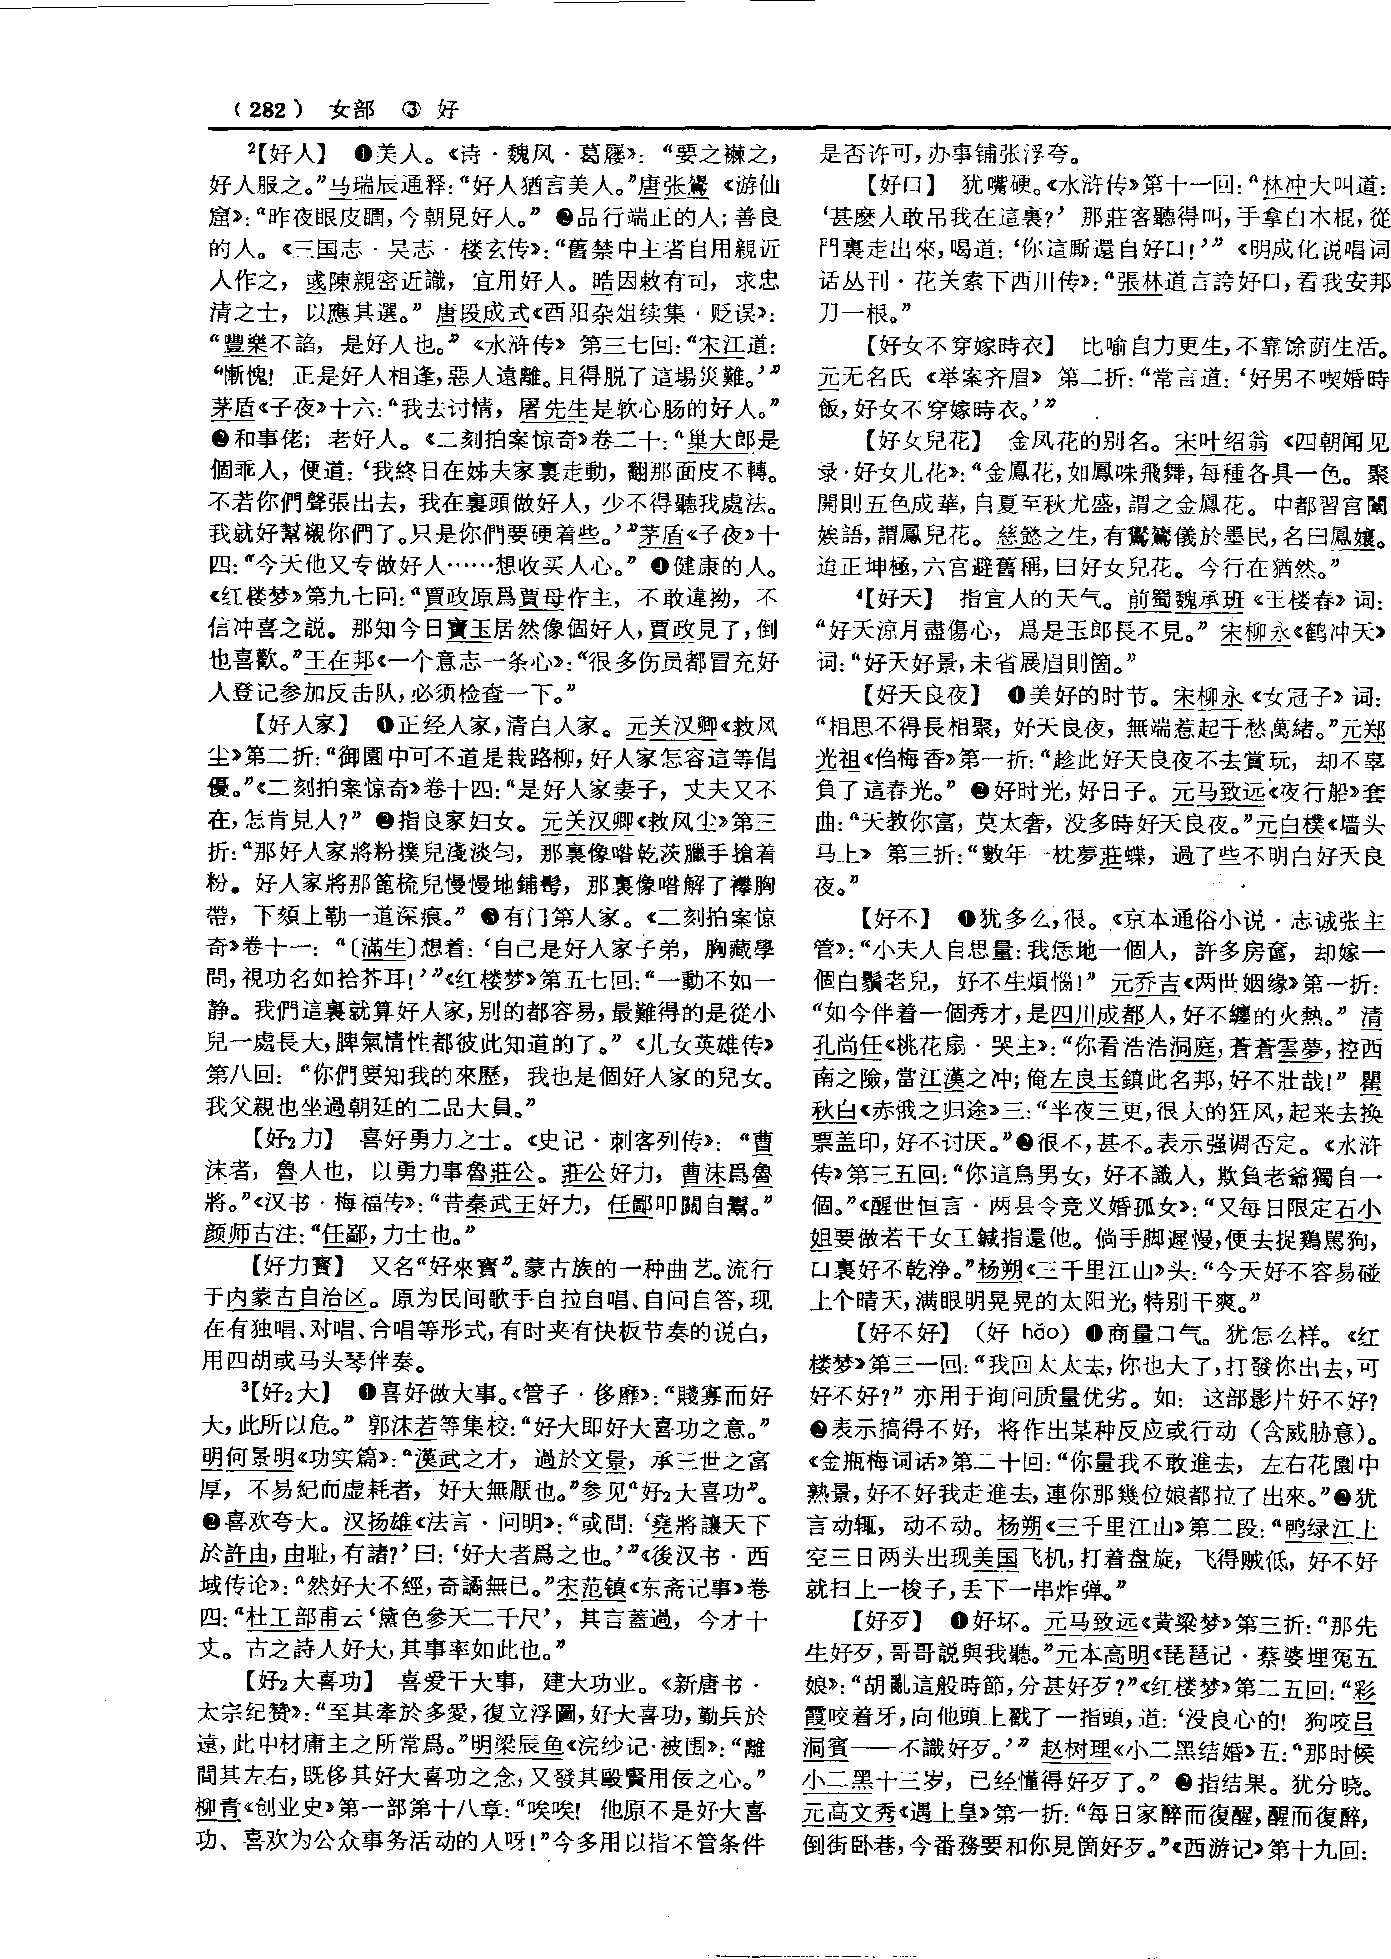 （282） 女部 ③ 好
²【好人】 ❶美人。《诗·魏风·葛屦》：“要之襋之，
好人服之。”马瑞辰通释：“好人猶言美人。”唐张鷟《游仙
窟》：“昨夜眼皮瞤，今朝見好人。”❷品行端正的人；善良
的人。《三国志·吴志·楼玄传》：“舊禁中主者自用親近
人作之，彧陳親密近識，宜用好人。晧因敕有司，求忠
清之士，以應其選。”唐段成式《酉阳杂俎续集·贬误》：
“豐樂不諂，是好人也。”《水浒传》第三七回：“宋江道：
“慚愧！正是好人相逢，惡人遠離。且得脱了這場災難。’”
茅盾《子夜》十六：“我去讨情，屠先生是软心肠的好人。”
❷和事佬；老好人。《二刻拍案惊奇》卷二十：“巢大郎是
個乖人，便道：‘我終日在姊夫家裏走動，翻那面皮不轉。
不若你們聲張出去，我在裏頭做好人，少不得聽我處法。
我就好幫襯你們了。只是你們要硬着些。’”茅盾《子夜》十
四：“今天他又专做好人……想收买人心。”❹健康的人。
《红楼梦》第九七回：“賈政原爲賈母作主，不敢違拗，不
信冲喜之説。那知今日寶玉居然像個好人，賈政見了，倒
也喜歡。”王在邦《一个意志一条心》：“很多伤员都冒充好
人登记参加反击队，必须检查一下。”
【好人家】 ❶正经人家，清白人家。元关汉卿《救风
尘》第二折：“御園中可不道是栽路柳，好人家怎容這等倡
優。”《二刻拍案惊奇》卷十四：“是好人家妻子，丈夫又不
在，怎肯見人？”❷指良家妇女。元关汉卿《救风尘》第三
折：“那好人家將粉撲兒淺淡匀，那裏像喒乾茨臘手搶着
粉。好人家將那篦梳兒慢慢地鋪鬢，那裏像喒解了襻胸
帶，下頦上勒一道深痕。”❸有门第人家。《二刻拍案惊
奇》卷十一：“〔滿生〕想着：‘自己是好人家子弟，胸藏學
問，視功名如拾芥耳！’”《红楼梦》第五七回：“一動不如一
静。我們這裏就算好人家，别的都容易，最難得的是從小
兒一處長大，脾氣情性都彼此知道的了。”《儿女英雄传》
第八回：“你們要知我的來歷，我也是個好人家的兒女。
我父親也坐過朝廷的二品大員。”
【好₂力】 喜好勇力之士。《史记·刺客列传》：“曹
沫者，魯人也，以勇力事魯莊公。莊公好力，曹沫爲魯
將。”《汉书·梅福传》：“昔秦武王好力，任鄙叩關自鬻。”
颜师古注：“任鄙，力士也。”
【好力寳】 又名“好來寳”。蒙古族的一种曲艺。流行
于内蒙古自治区。原为民间歌手自拉自唱、自问自答，现
在有独唱、对唱、合唱等形式，有时夹有快板节奏的说白，
用四胡或马头琴伴奏。
³【好₂大】 ❶喜好做大事。《管子·侈靡》：“賤寡而好
大，此所以危。”郭沫若等集校：“好大即好大喜功之意。”
明何景明《功实篇》：“漢武之才，過於文景，承三世之富
厚，不易紀而虚耗者，好大無厭也。”参见“好₂大喜功”。
❷喜欢夸大。汉扬雄《法言·问明》：“或問：‘堯將讓天下
於許由，由耻，有諸？’曰：‘好大者爲之也。’”《後汉书·西
域传论》：“然好大不經，奇譎無已。”宋范镇《东斋记事》卷
四：“杜工部甫云‘黛色參天二千尺’，其言蓋過，今才十
丈。古之詩人好大，其事率如此也。”
【好₂大喜功】 喜爱干大事，建大功业。《新唐书·
太宗纪赞》：“至其牽於多愛，復立浮圖，好大喜功，勤兵於
遠，此中材庸主之所常爲。”明梁辰鱼《浣纱记·被围》：“離
間其左右，既侈其好大喜功之念，又發其毆賢用佞之心。”
柳青《创业史》第一部第十八章：“唉唉！他原不是好大喜
功、喜欢为公众事务活动的人呀！”今多用以指不管条件
是否许可，办事铺张浮夸。
【好口】 犹嘴硬。《水浒传》第十一回：“林冲大叫道：
‘甚麽人敢吊我在這裏？’那莊客聽得叫，手拿白木棍，從
門裏走出來，喝道：‘你這厮還自好口！’”《明成化说唱词
话丛刊·花关索下西川传》：“張林道言誇好口，看我安邦
刀一根。”
【好女不穿嫁時衣】 比喻自力更生，不靠馀荫生活。
元无名氏《举案齐眉》第二折：“常言道：‘好男不喫婚時
飯，好女不穿嫁時衣。’”
【好女兒花】 金凤花的别名。宋叶绍翁《四朝闻见
录·好女儿花》：“金鳳花，如鳳咮飛舞，每種各具一色。聚
開則五色成華，自夏至秋尤盛，謂之金鳳花。中都習宫闈
媄語，謂鳳兒花。慈懿之生，有鸑鷟儀於墨民，名曰鳳孃。
迨正坤極，六宫避舊稱，曰好女兒花。今行在猶然。”
⁴【好天】 指宜人的天气。前蜀魏承班《玉楼春》词：
“好天涼月盡傷心，爲是玉郎長不見。”宋柳永《鹤冲天》
词：“好天好景，未省展眉則箇。”
【好天良夜】 ❶美好的时节。宋柳永《女冠子》词：
“相思不得長相聚，好天良夜，無端惹起千愁萬緒。”元郑
光祖《㑇梅香》第一折：“趁此好天良夜不去賞玩，却不辜
負了這春光。”❷好时光，好日子。元马致远《夜行船》套
曲：“天教你富，莫太奢，没多時好天良夜。”元白樸《墙头
马上》第三折：“數年一枕夢莊蝶，過了些不明白好天良
夜。”
【好不】 ❶犹多么，很。《京本通俗小说·志诚张主
管》：“小夫人自思量：我恁地一個人，許多房奩，却嫁一
個白鬚老兒，好不生煩惱！”元乔吉《两世姻缘》第一折：
“如今伴着一個秀才，是四川成都人，好不纏的火熱。”清
孔尚任《桃花扇·哭主》：“你看浩浩洞庭，蒼蒼雲夢，控西
南之險，當江漢之冲；俺左良玉鎮此名邦，好不壯哉！”瞿
秋白《赤俄之归途》三：“半夜三更，很大的狂风，起来去换
票盖印，好不讨厌。”❷很不，甚不。表示强调否定。《水浒
传》第三五回：“你這鳥男女，好不識人，欺負老爺獨自一
個。”《醒世恒言·两县令竞义婚孤女》：“又每日限定石小
姐要做若干女工鍼指還他。倘手脚遲慢，便去捉鷄駡狗，
口裏好不乾浄。”杨朔《三千里江山》头：“今天好不容易碰
上个晴天，满眼明晃晃的太阳光，特别干爽。”
【好不好】（好 hǎo）❶商量口气。犹怎么样。《红
楼梦》第三一回：“我回太太去，你也大了，打發你出去，可
好不好？”亦用于询问质量优劣。如：这部影片好不好？
❷表示搞得不好，将作出某种反应或行动（含威胁意）。
《金瓶梅词话》第二十回：“你量我不敢進去，左右花園中
熟景，好不好我走進去，連你那幾位娘都拉了出來。”❷犹
言动辄，动不动。杨朔《三千里江山》第二段：“鸭绿江上
空三日两头出现美国飞机，打着盘旋，飞得贼低，好不好
就扫上一梭子，丢下一串炸弹。”
【好歹】 ❶好坏。元马致远《黄粱梦》第三折：“那先
生好歹，哥哥説與我聽。”元本高明《琵琶记·蔡婆埋冤五
娘》：“胡亂這般時節，分甚好歹？”《红楼梦》第二五回：“彩
霞咬着牙，向他頭上戳了一指頭，道：‘没良心的！狗咬吕
洞賓——不識好歹。’”赵树理《小二黑结婚》五：“那时候
小二黑十三岁，已经懂得好歹了。”❷指结果。犹分晓。
元高文秀《遇上皇》第一折：“每日家醉而復醒，醒而復醉，
倒街卧巷，今番務要和你見箇好歹。”《西游记》第十九回：